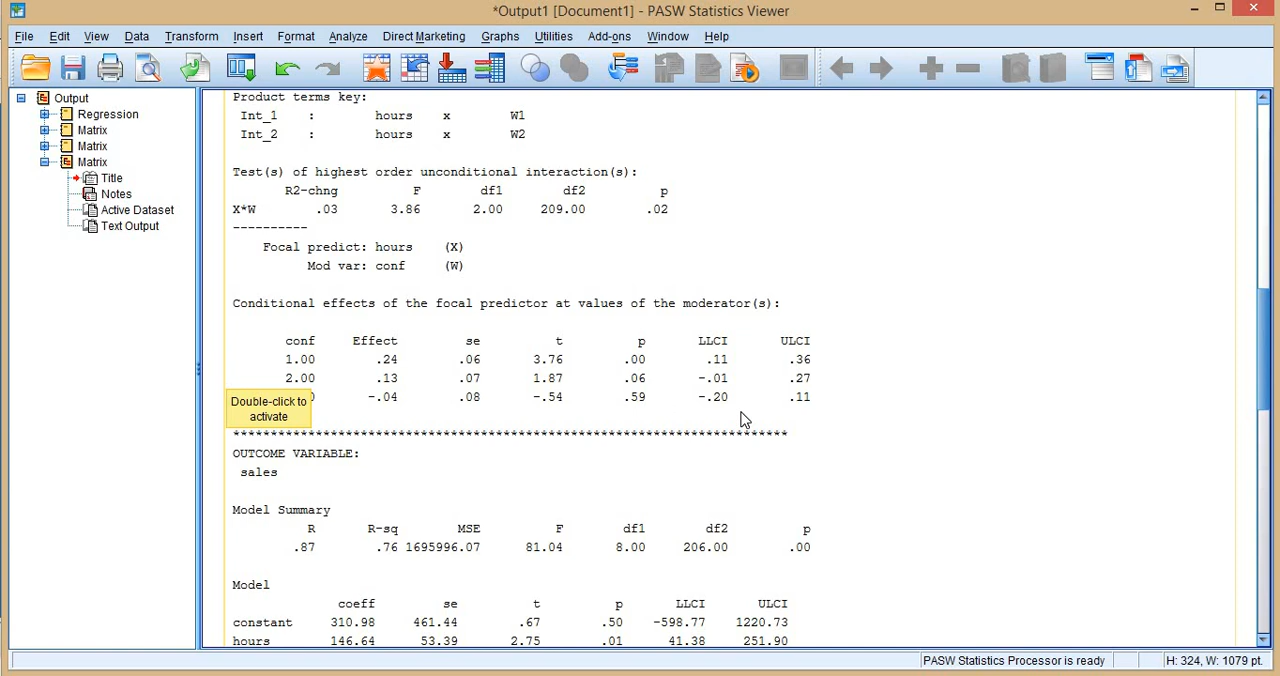 *Output1 [Document1] - PASW Statistics Viewer
File Edit View Data Transform Insert Format Analyze Direct Marketing Graphs Utilities Add-ons Window Help
Output
Regression
Matrix
Matrix
Matrix
Title
Notes
Active Dataset
Text Output
Product terms key:
Int_1 : hours x W1
Int_2 : hours x W2
Test(s) of highest order unconditional interaction(s):
R2-chng F df1 df2 p
X*W .03 3.86 2.00 209.00 .02
----------
Focal predict: hours (X)
Mod var: conf (W)
Conditional effects of the focal predictor at values of the moderator(s):
conf Effect se t p LLCI ULCI
1.00 .24 .06 3.76 .00 .11 .36
2.00 .13 .07 1.87 .06 -.01 .27
-.04 .08 -.54 .59 -.20 .11
Double-click to
activate
**************************************************************************
OUTCOME VARIABLE:
sales
Model Summary
R R-sq MSE F df1 df2 p
.87 .76 1695996.07 81.04 8.00 206.00 .00
Model
coeff se t p LLCI ULCI
constant 310.98 461.44 .67 .50 -598.77 1220.73
hours 146.64 53.39 2.75 .01 41.38 251.90
PASW Statistics Processor is ready H: 324, W: 1079 pt.